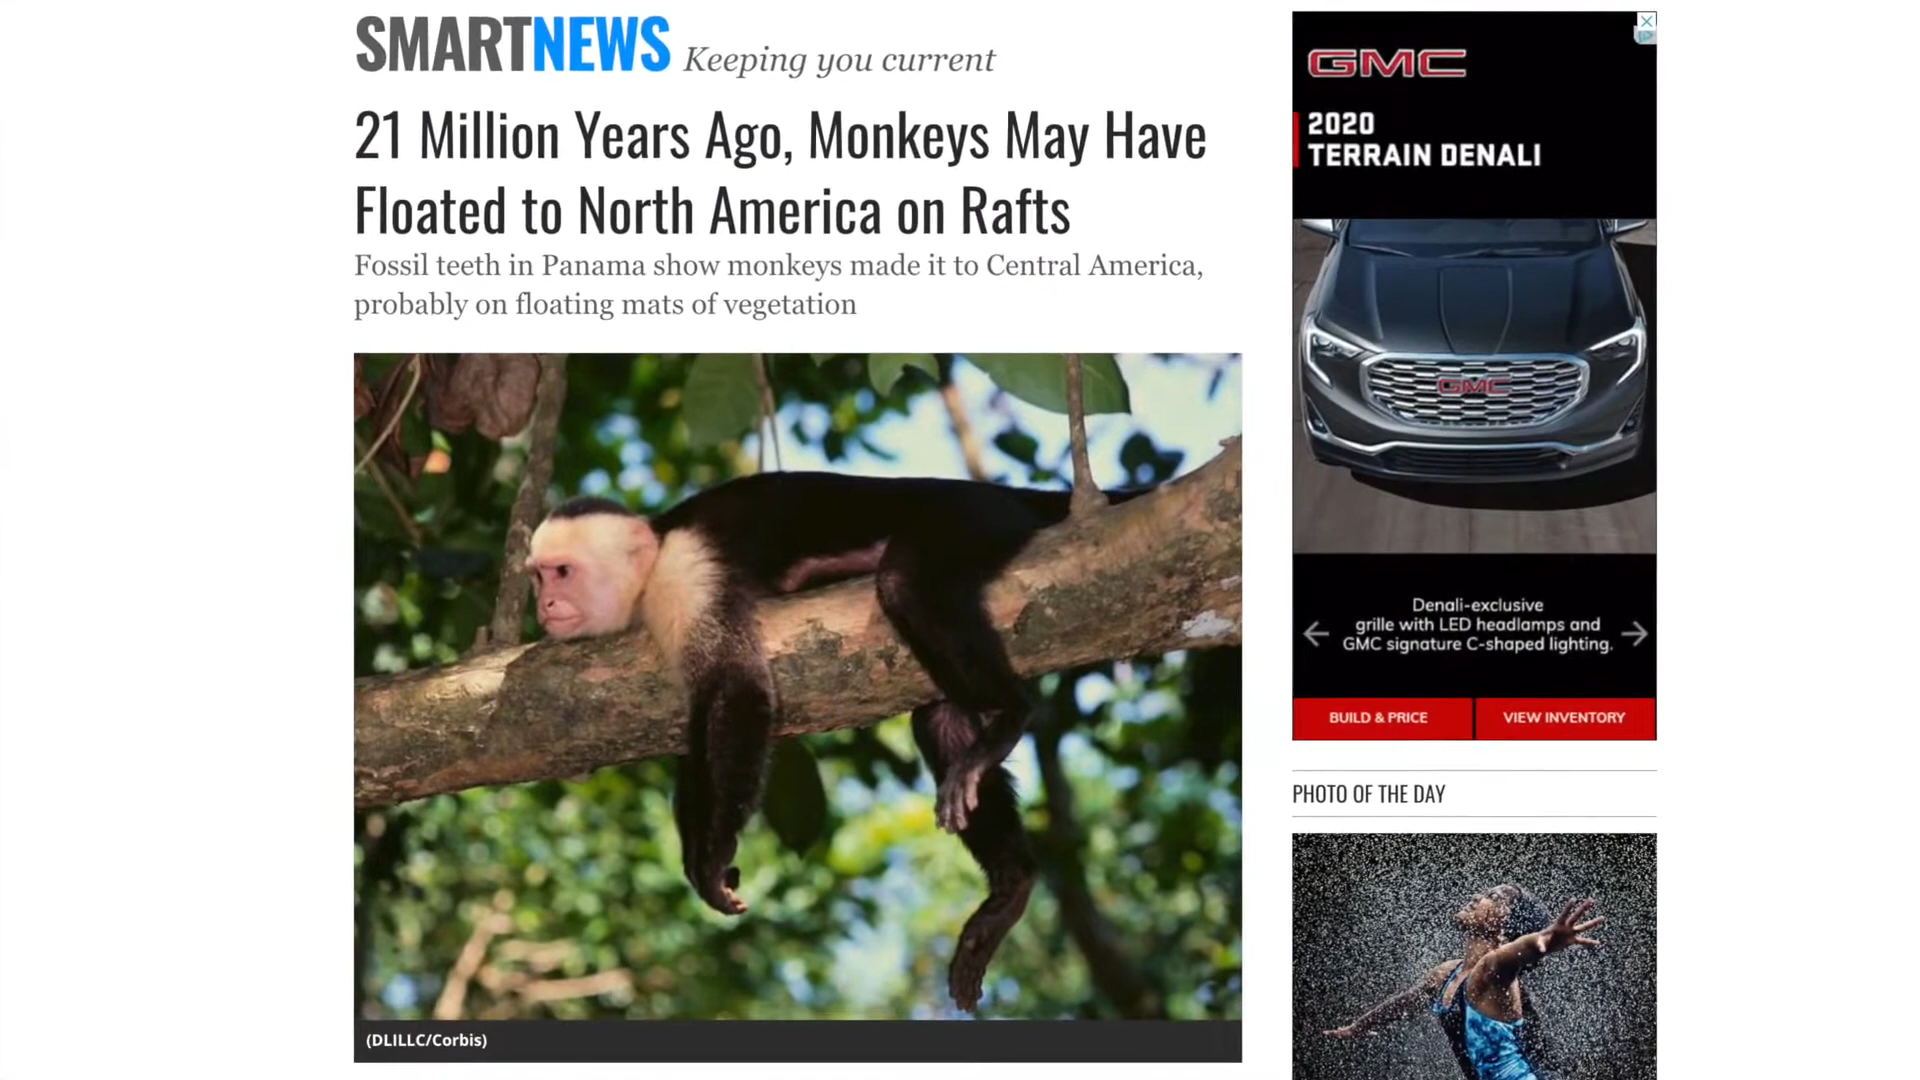 SMARTNEWS Keeping you current
21 Million Years Ago, Monkeys May Have
Floated to North America on Rafts
Fossil teeth in Panama show monkeys made it to Central America,
probably on floating mats of vegetation
(DLILLC/Corbis)
GMC
2020
TERRAIN DENALI
GMC
Denali-exclusive
grille with LED headlamps and
GMC signature C-shaped lighting.
BUILD & PRICE
VIEW INVENTORY
PHOTO OF THE DAY